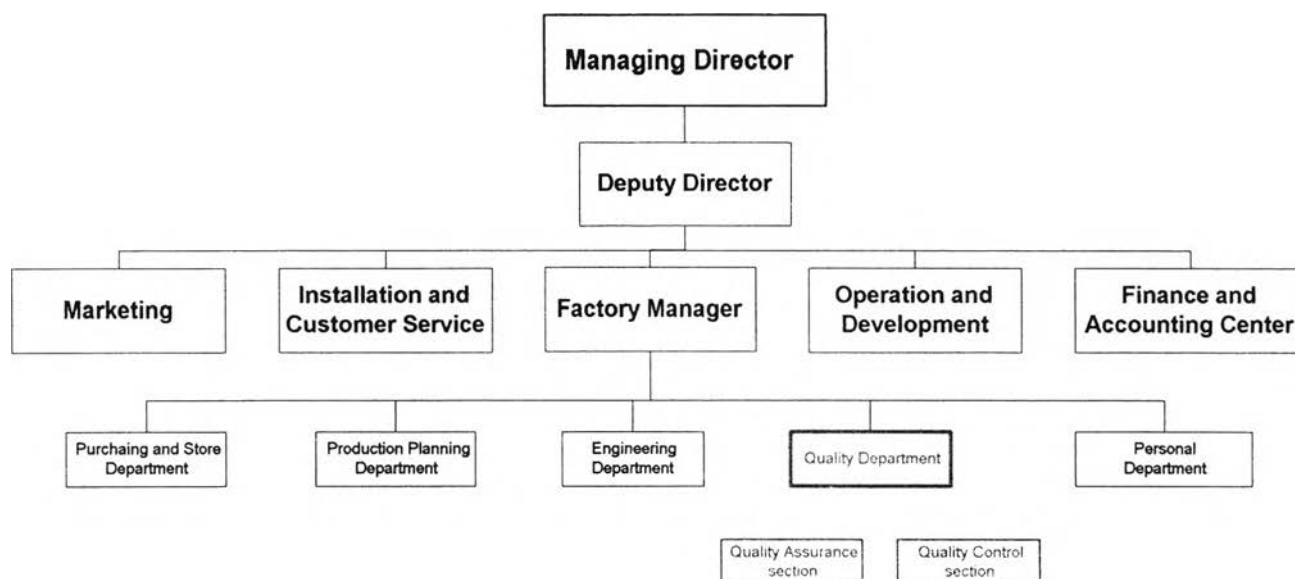 Managing Director
Deputy Director
Marketing
Installation and
Customer Service
Factory Manager
Operation and
Development
Finance and
Accounting Center
Purchaing and Store
Department
Production Planning
Department
Engineering
Department
Quality Department
Personal
Department
Quality Assurance
section
Quality Control
section